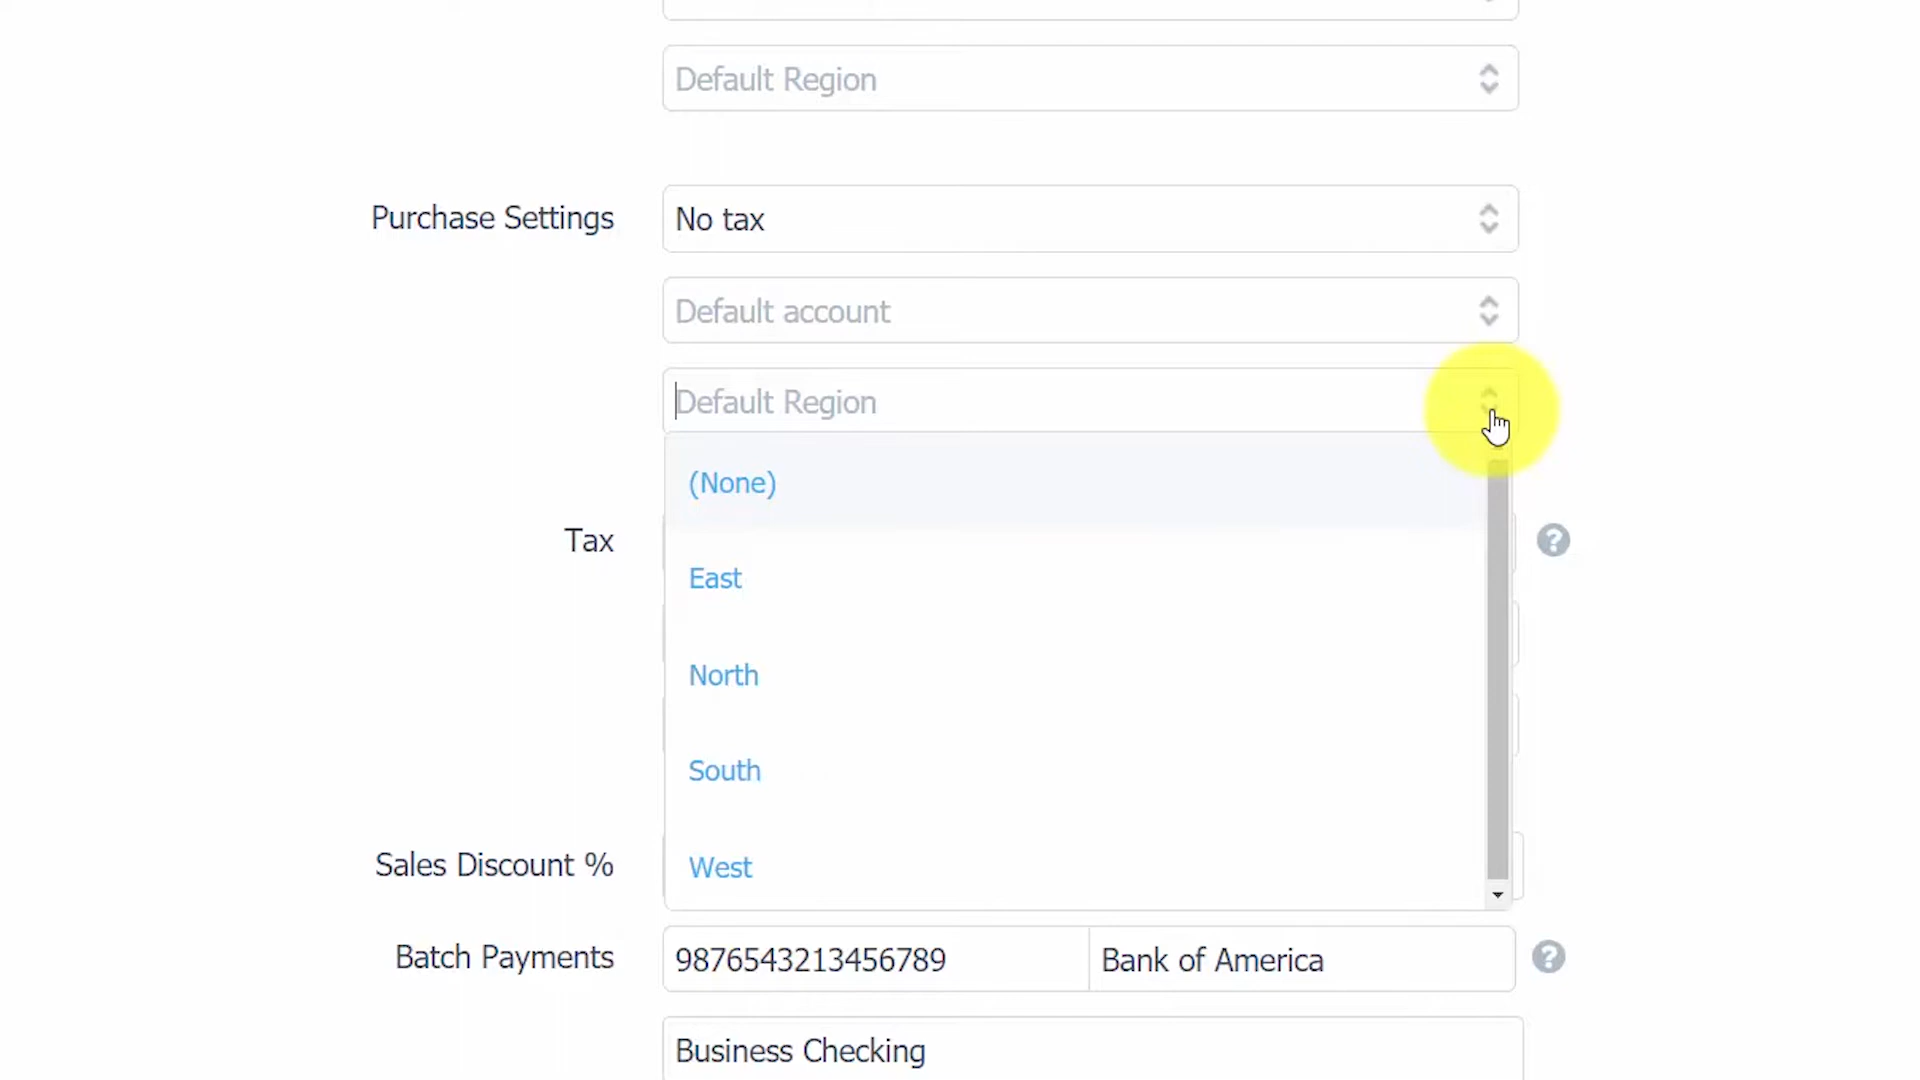 Default Region
Purchase Settings
No tax
Default account
Default Region
(None)
East
Tax
?
North
South
Sales Discount %
West
Batch Payments
9876543213456789
Bank of America
?
Business Checking